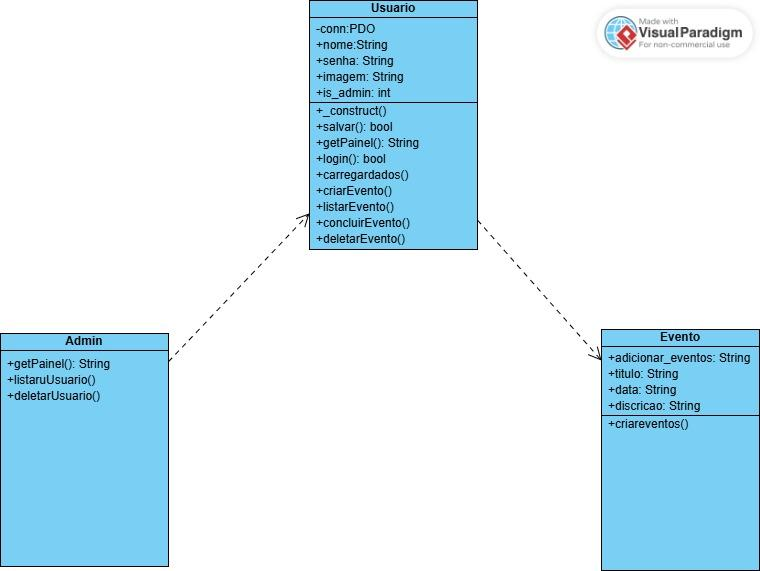 Usuario
-conn:PDO
+nome:String
+senha: String
+imagem: String
+is_admin: int
+_construct()
+salvar(): bool
+getPainel(): String
+login(): bool
+carregardados()
+criarEvento()
+listarEvento()
+concluirEvento()
+deletarEvento()
Made with
VisualParadigm
For non-commercial use
Admin
+getPainel(): String
+listaruUsuario()
+deletarUsuario()
Evento
+adicionar_eventos: String
+titulo: String
+data: String
+discricao: String
+criareventos()